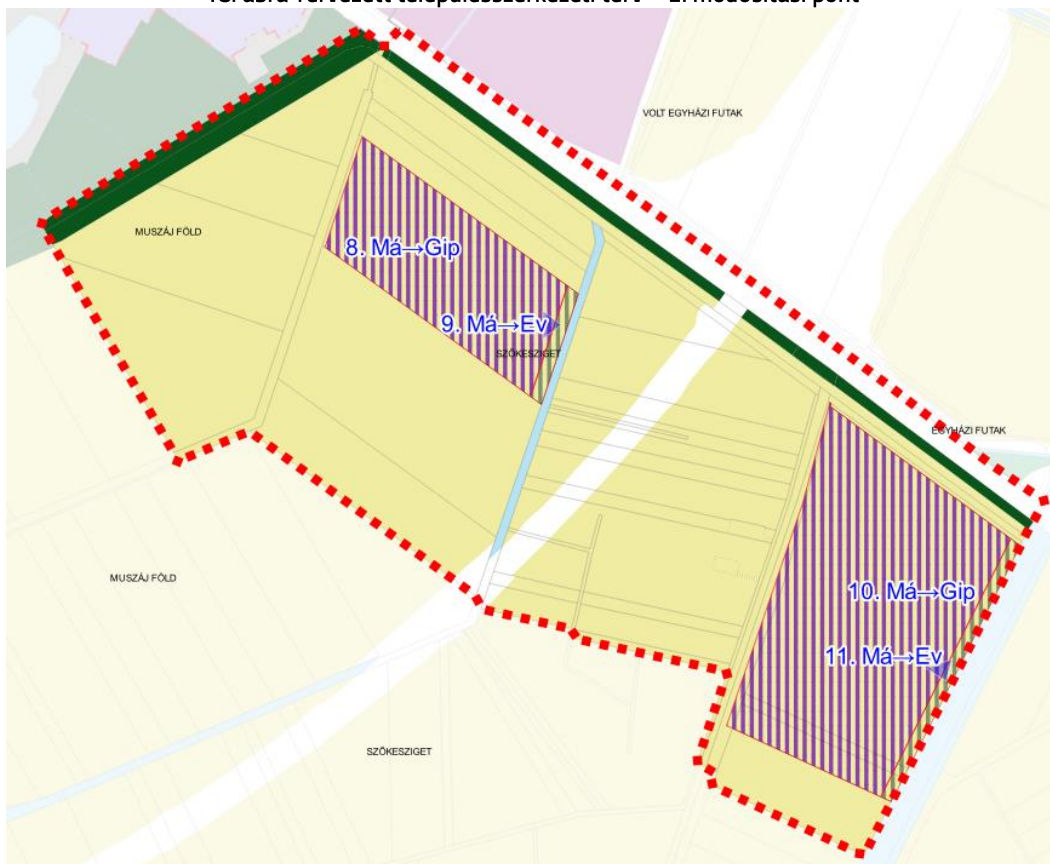 VOLT EGYHÁZI FUTAK
MUSZÁJ FÖLD
8. Má→Gip
9. Má→Ev
SZŐKESZIGET
EGYHÁZI FUTAK
MUSZÁJ FÖLD
10. Má→Gip
11. Má→Ev
SZŐKESZIGET